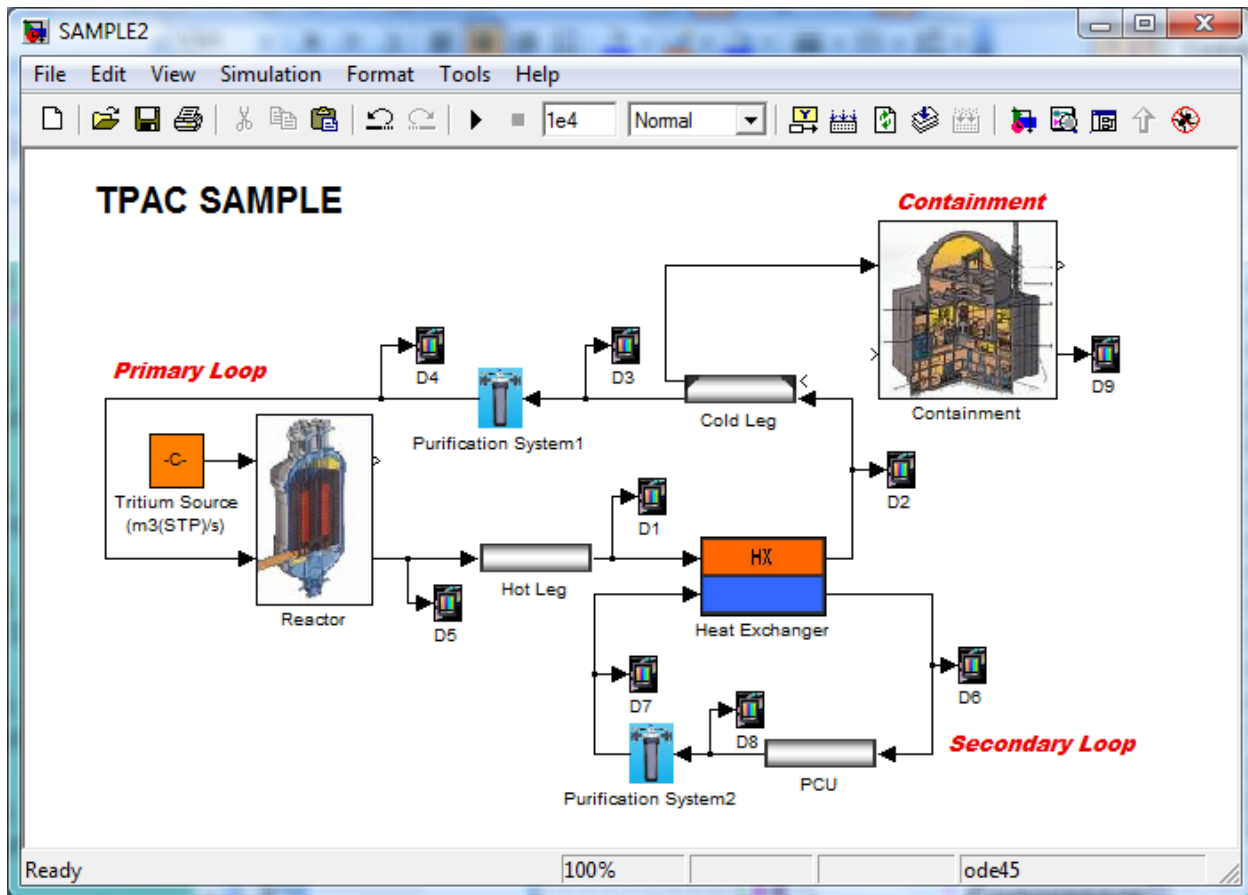 SAMPLE2
File Edit View Simulation Format Tools Help
1e4 Normal
TPAC SAMPLE
Containment
D4
D3
D9
Primary Loop
Containment
Cold Leg
Purification System1
-C-
Tritium Source
(m3(STP)/s)
D2
D1
HX
Hot Leg
Reactor
D5
Heat Exchanger
D6
D7
D8
Secondary Loop
PCU
Purification System2
Ready 100% ode45